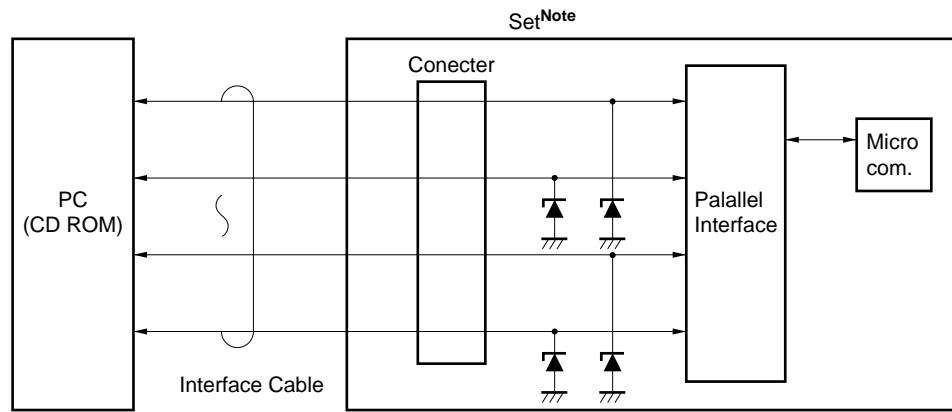 Set Note
Conecter
PC
(CD ROM)
Micro
com.
Palallel
Interface
Interface Cable